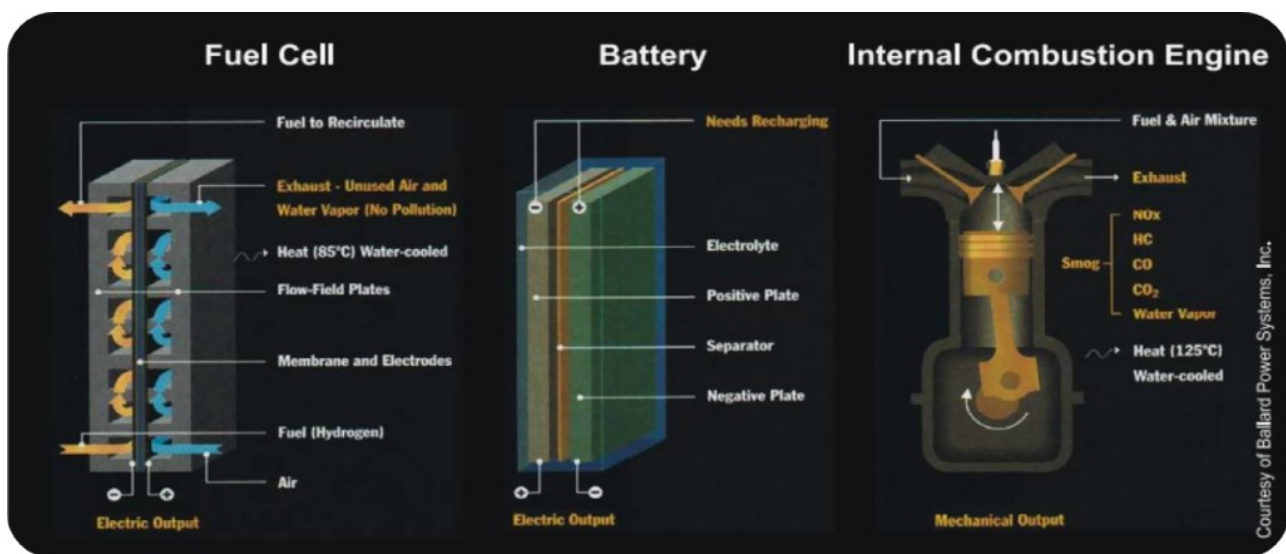 Fuel Cell
Fuel to Recirculate
Exhaust - Unused Air and
Water Vapor (No Pollution)
Heat (85°C) Water-cooled
Flow-Field Plates
Membrane and Electrodes
Fuel (Hydrogen)
Air
− +
Electric Output
Battery
Needs Recharging
− +
Electrolyte
Positive Plate
Separator
Negative Plate
+ −
Electric Output
Internal Combustion Engine
Fuel & Air Mixture
Exhaust
NOx
HC
Smog
CO
CO₂
Water Vapor
Heat (125°C)
Water-cooled
Mechanical Output
Courtesy of Ballard Power Systems, Inc.